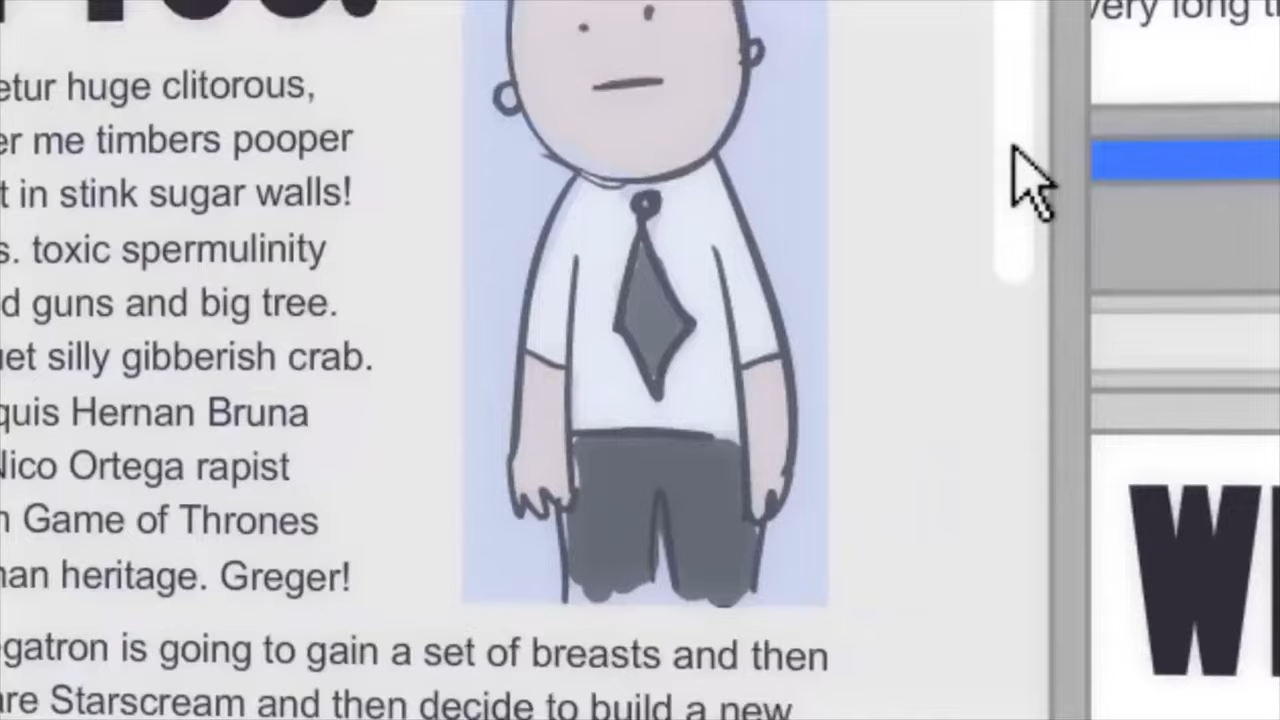 very long t
etur huge clitorous,
er me timbers pooper
t in stink sugar walls!
s. toxic spermulinity
d guns and big tree.
uet silly gibberish crab.
quis Hernan Bruna
Nico Ortega rapist
n Game of Thrones
nan heritage. Greger!
egatron is going to gain a set of breasts and then
are Starscream and then decide to build a new
W